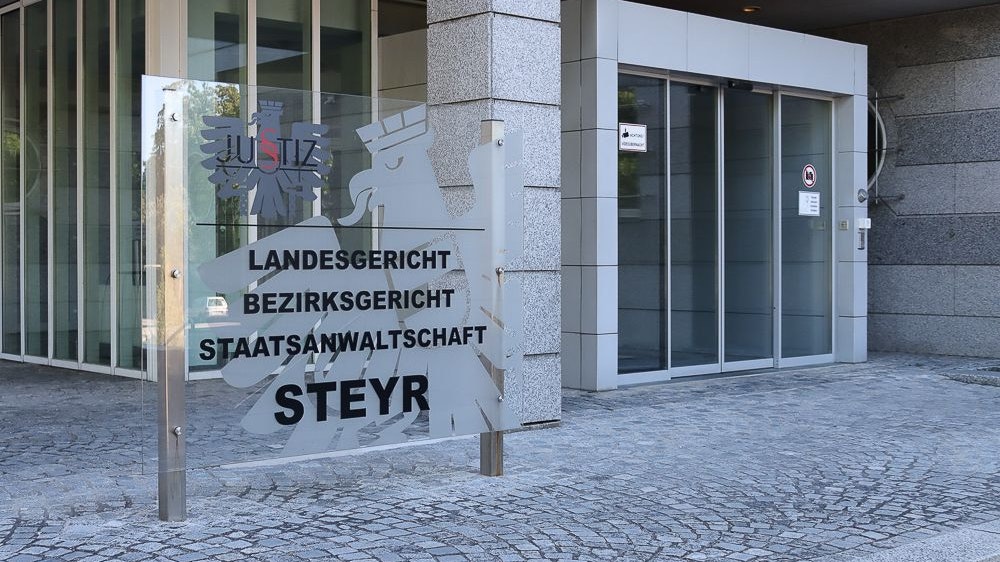 JUSTIZ
LANDESGERICHT
BEZIRKSGERICHT
STAATSANWALTSCHAFT
STEYR